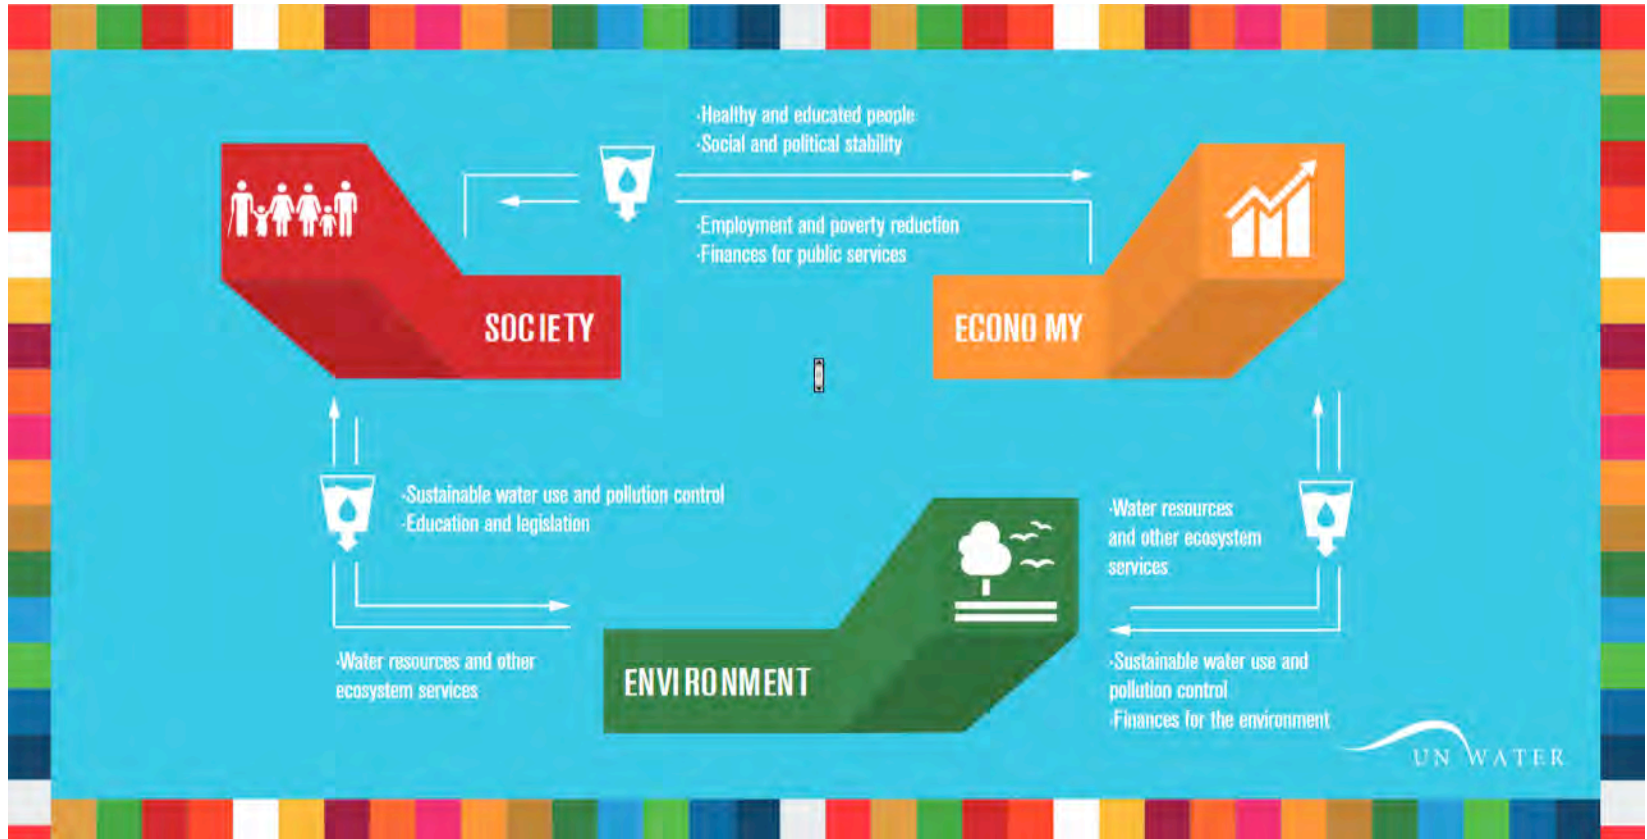 ·Healthy and educated people
·Social and political stability
·Employment and poverty reduction
·Finances for public services
SOCIETY
ECONO MY
·Sustainable water use and pollution control
·Education and legislation
·Water resources
and other ecosystem
services
·Water resources and other
ecosystem services
ENVIRONMENT
·Sustainable water use and
pollution control
·Finances for the environment
UN WATER